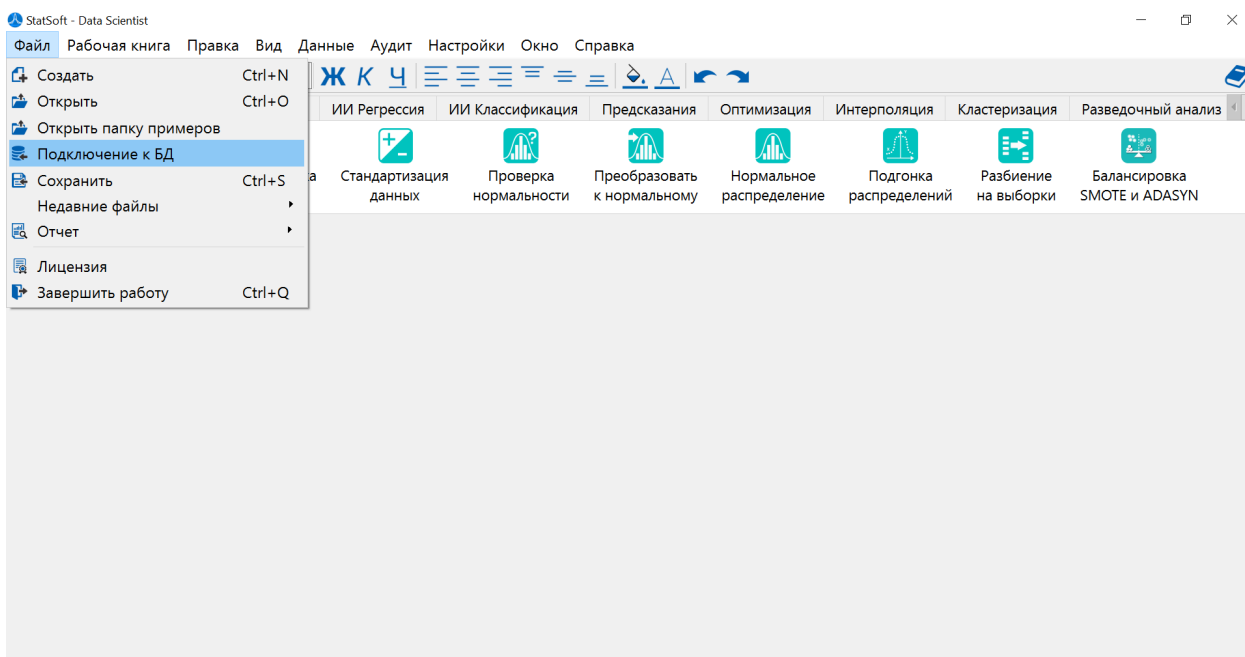 StatSoft - Data Scientist
Файл Рабочая книга Правка Вид Данные Аудит Настройки Окно Справка
Создать Ctrl+N
Ж К Ч
Открыть Ctrl+O
ИИ Регрессия ИИ Классификация Предсказания Оптимизация Интерполяция Кластеризация Разведочный анализ
Открыть папку примеров
Подключение к БД
Сохранить Ctrl+S
Недавние файлы
Отчет
Лицензия
Завершить работу Ctrl+Q
а
Стандартизация
данных
Проверка
нормальности
Преобразовать
к нормальному
Нормальное
распределение
Подгонка
распределений
Разбиение
на выборки
Балансировка
SMOTE и ADASYN